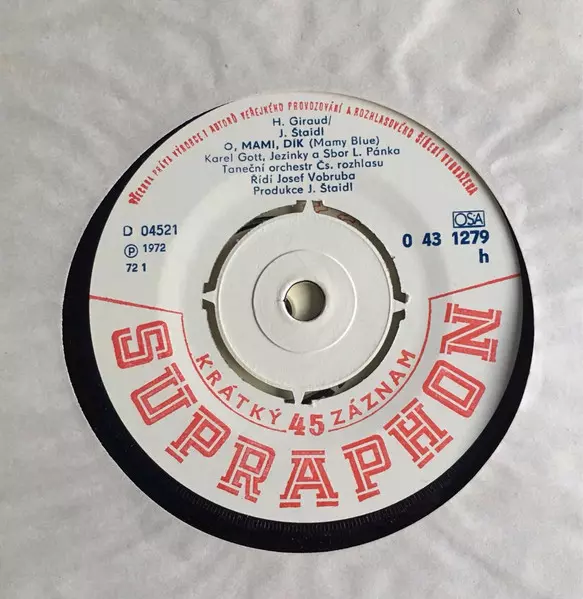 VŠECHNA PRÁVA VÝROBCE I AUTORŮ VEŘEJNÉHO PROVOZOVÁNÍ A ROZHLASOVÉHO ŠÍŘENÍ VYHRAZENA
H. Giraud/
J. Štaidl
O, MAMI, DIK (Mamy Blue)
Karel Gott, Jezinky a Sbor L. Pánka
Taneční orchestr Čs. rozhlasu
Řídí Josef Vobruba
Produkce J. Štaidl
D 04521
Ⓟ 1972
72 1
OSA
0 43 1279
h
KRÁTKÝ 45 ZÁZNAM
SUPRAPHON